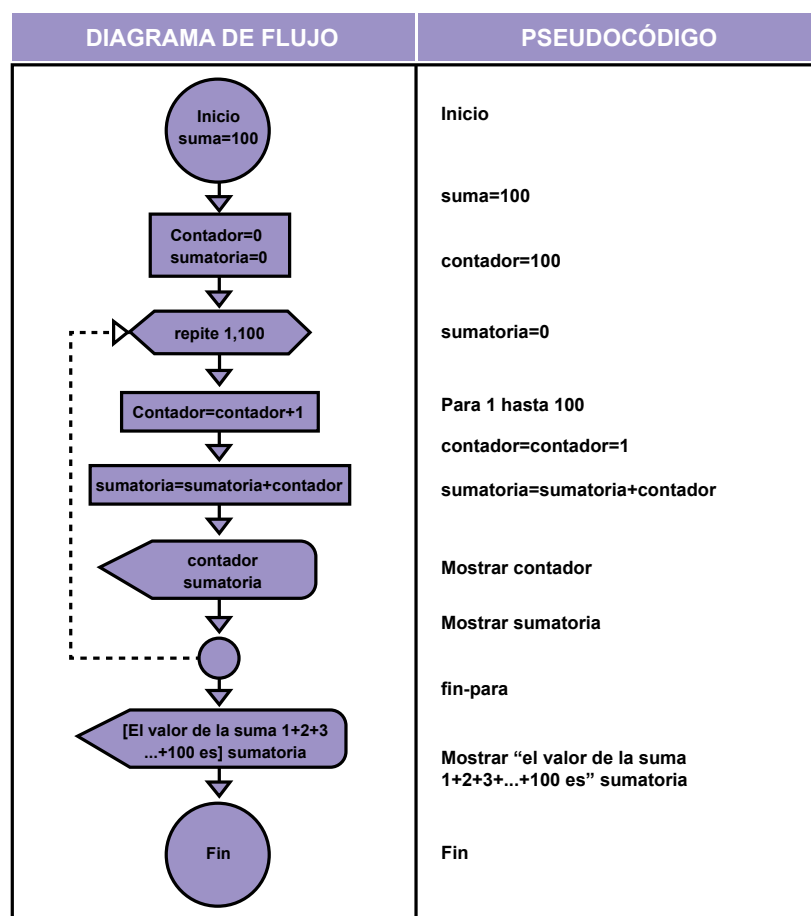 DIAGRAMA DE FLUJO
PSEUDOCÓDIGO
Inicio
suma=100
Contador=0
sumatoria=0
repite 1,100
Contador=contador+1
sumatoria=sumatoria+contador
contador
sumatoria
[El valor de la suma 1+2+3
...+100 es] sumatoria
Fin
Inicio
suma=100
contador=100
sumatoria=0
Para 1 hasta 100
contador=contador=1
sumatoria=sumatoria+contador
Mostrar contador
Mostrar sumatoria
fin-para
Mostrar “el valor de la suma
1+2+3+...+100 es” sumatoria
Fin